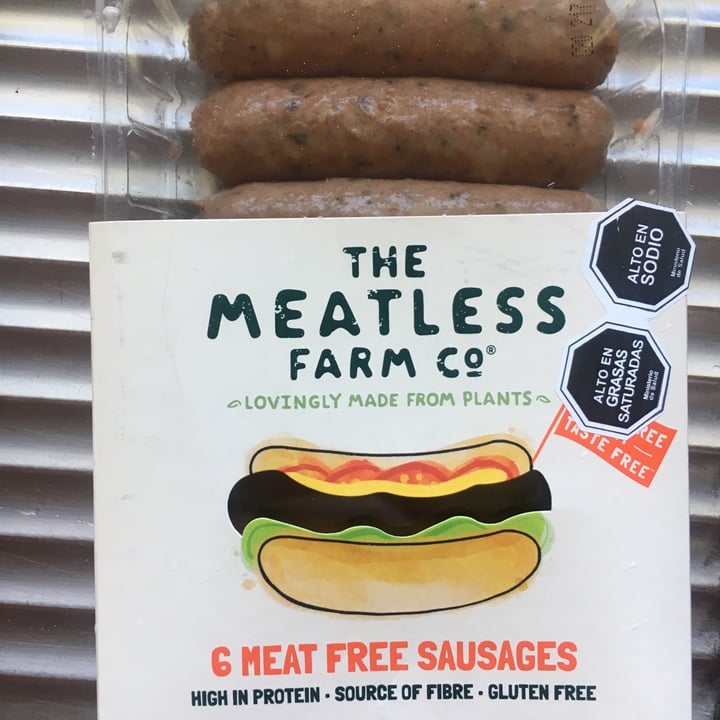 THE
MEATLESS
FARM CO®
LOVINGLY MADE FROM PLANTS
ALTO EN
SODIO
Ministerio
de Salud
ALTO EN
GRASAS
SATURADAS
Ministerio
de Salud
FREE
TASTE FREE
6 MEAT FREE SAUSAGES
HIGH IN PROTEIN · SOURCE OF FIBRE · GLUTEN FREE